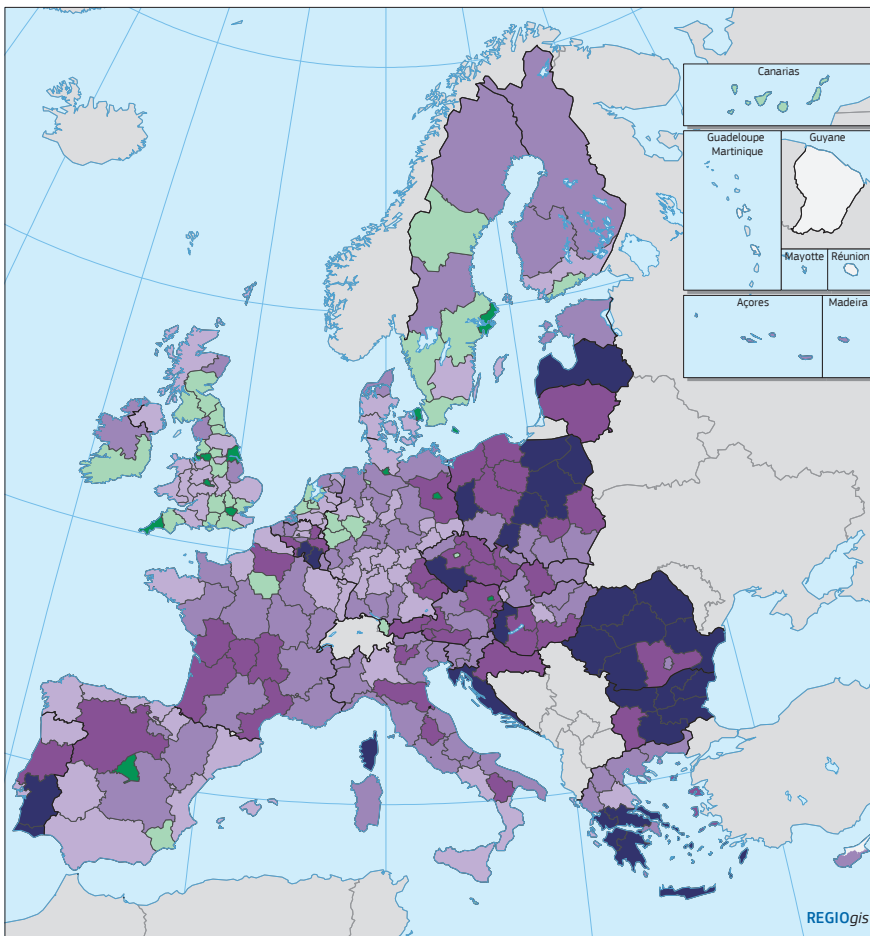 Canarias
Guadeloupe
Martinique
Guyane
Mayotte
Réunion
Açores
Madeira
REGIOgis